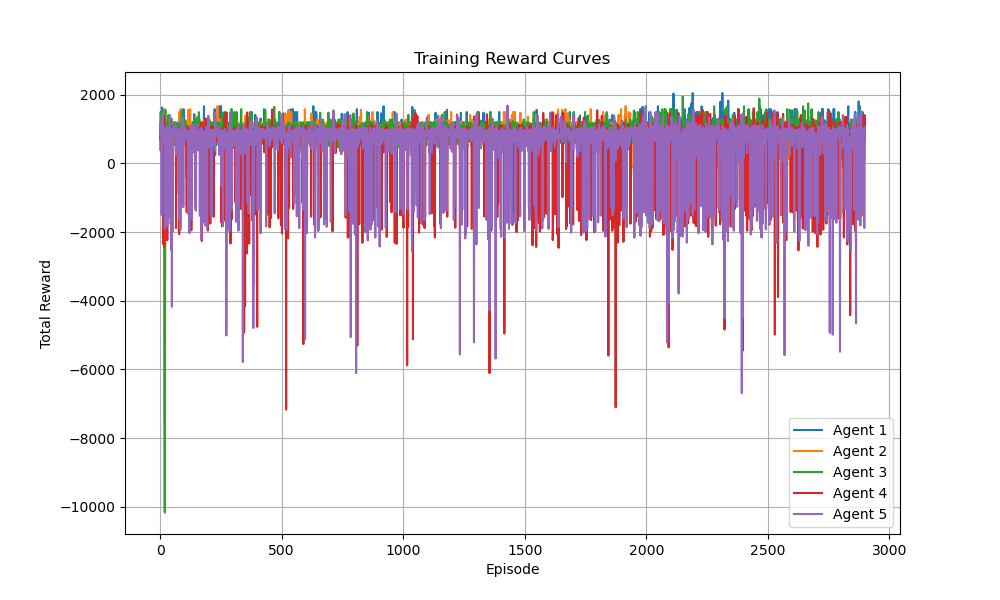 Training Reward Curves
Total Reward
2000
0
−2000
−4000
−6000
−8000
−10000
0 500 1000 1500 2000 2500 3000
Episode
Agent 1
Agent 2
Agent 3
Agent 4
Agent 5